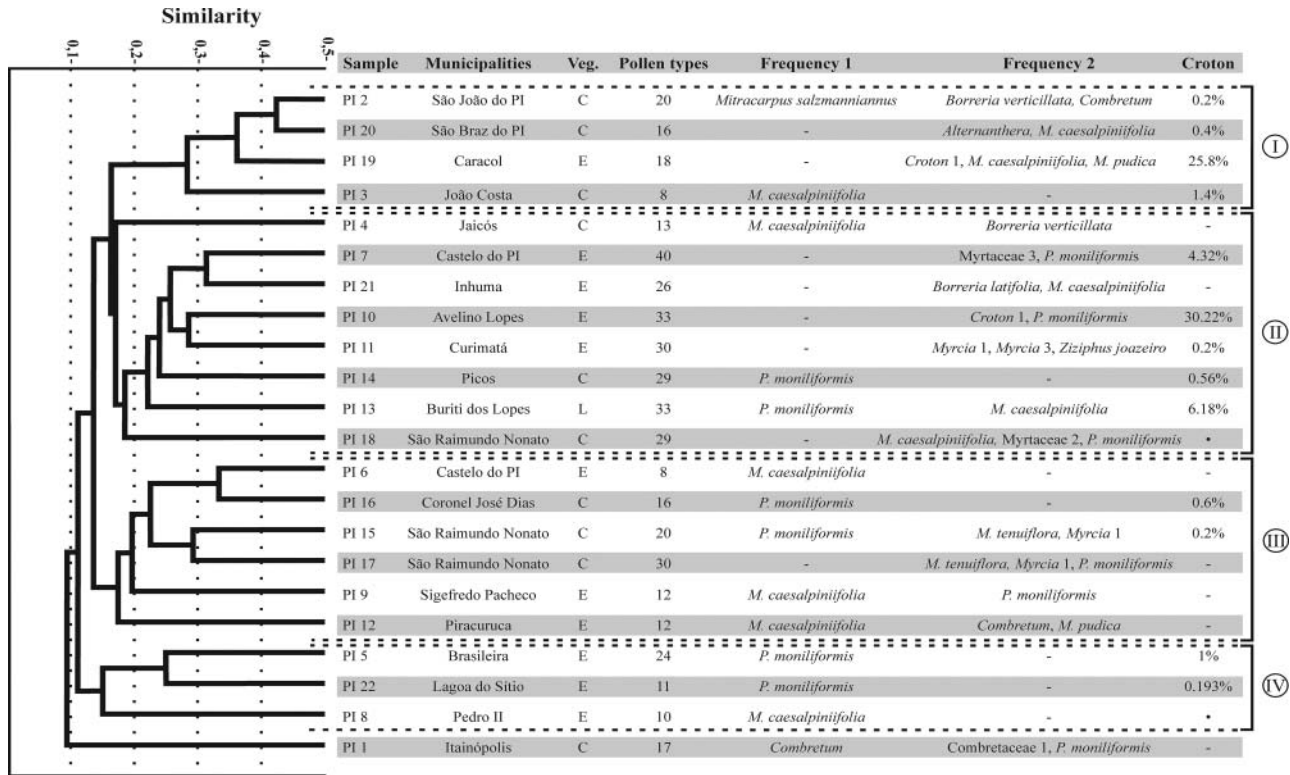 Similarity
0,1 0,2 0,3 0,4 0,5
Sample Municipalities Veg. Pollen types Frequency 1 Frequency 2 Croton
PI 2 São João do PI C 20 Mitracarpus salzmanniannus Borreria verticillata, Combretum 0.2%
PI 20 São Braz do PI C 16 - Alternanthera, M. caesalpiniifolia 0.4%
PI 19 Caracol E 18 - Croton 1, M. caesalpiniifolia, M. pudica 25.8%
PI 3 João Costa C 8 M. caesalpiniifolia - 1.4%
I
PI 4 Jaicós C 13 M. caesalpiniifolia Borreria verticillata -
PI 7 Castelo do PI E 40 - Myrtaceae 3, P. moniliformis 4.32%
PI 21 Inhuma E 26 - Borreria latifolia, M. caesalpiniifolia -
PI 10 Avelino Lopes E 33 - Croton 1, P. moniliformis 30.22%
PI 11 Curimatá E 30 - Myrcia 1, Myrcia 3, Ziziphus joazeiro 0.2%
PI 14 Picos C 29 P. moniliformis - 0.56%
PI 13 Buriti dos Lopes L 33 P. moniliformis M. caesalpiniifolia 6.18%
PI 18 São Raimundo Nonato C 29 - M. caesalpiniifolia, Myrtaceae 2, P. moniliformis •
II
PI 6 Castelo do PI E 8 M. caesalpiniifolia - -
PI 16 Coronel José Dias C 16 P. moniliformis - 0.6%
PI 15 São Raimundo Nonato C 20 P. moniliformis M. tenuiflora, Myrcia 1 0.2%
PI 17 São Raimundo Nonato C 30 - M. tenuiflora, Myrcia 1, P. moniliformis -
PI 9 Sigefredo Pacheco E 12 M. caesalpiniifolia P. moniliformis -
PI 12 Piracuruca E 12 M. caesalpiniifolia Combretum, M. pudica -
III
PI 5 Brasileira E 24 P. moniliformis - 1%
PI 22 Lagoa do Sítio E 11 P. moniliformis - 0.193%
PI 8 Pedro II E 10 M. caesalpiniifolia - •
IV
PI 1 Itainópolis C 17 Combretum Combretaceae 1, P. moniliformis -